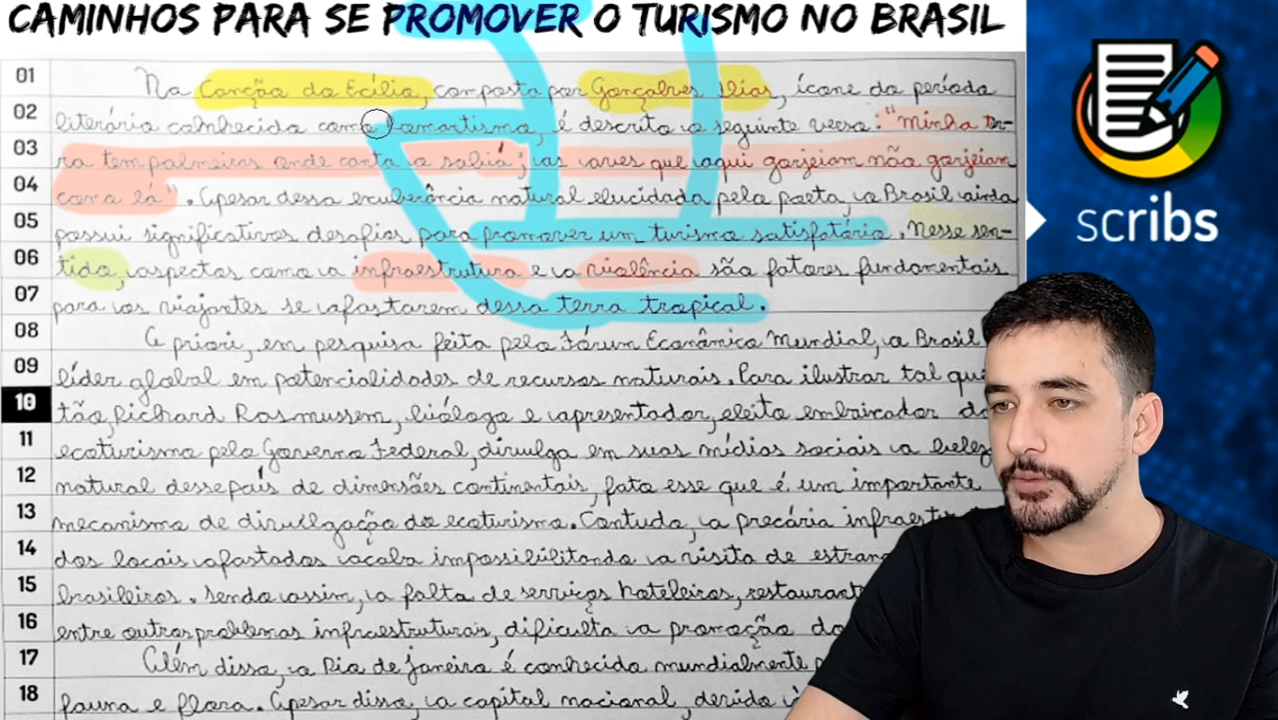 CAMINHOS PARA SE PROMOVER O TURISMO NO BRASIL
01 Na Canção do Exílio, composta por Gonçalves Dias, ícone do período
02 literário conhecido como Romantismo, é descrito o seguinte verso: "Minha ter-
03 ra tem palmeiras onde canta o sabiá; as aves que aqui gorjeiam não gorjeiam
04 como lá". Apesar dessa exuberância natural elucidada pelo poeta, o Brasil ainda
05 possui significativos desafios para promover um turismo satisfatório. Nesse sen-
06 tido, aspectos como a infraestrutura e a violência são fatores fundamentais
07 para os viajantes se afastarem dessa terra tropical.
08 A priori, em pesquisa feita pelo Fórum Econômico Mundial, o Brasil
09 líder global em potencialidades de recursos naturais. Para ilustrar tal
10 tão, Richard Rasmussen, biólogo e apresentador, eleito embaixador do
11 ecoturismo pelo Governo Federal, divulga em suas mídias sociais a
12 natural desse país de dimensões continentais, fato esse que é um importante
13 mecanismo de divulgação do ecoturismo. Contudo, a precária
14 dos locais afastados acaba impossibilitando a visita de
15 brasileiros. Sendo assim, a falta de serviços hoteleiros,
16 entre outros problemas infraestruturais, dificulta a promoção do
17 Além disso, o Rio de Janeiro é conhecido mundialmente
18 fauna e flora. Apesar disso, a capital nacional, devido
scribs